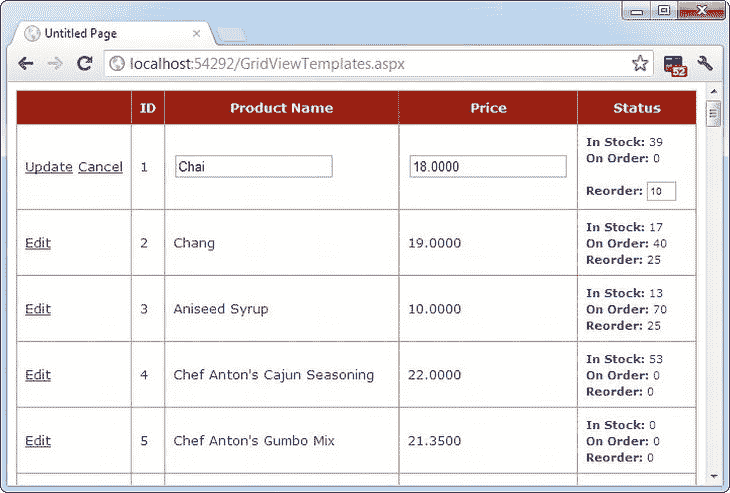 Untitled Page
localhost:54292/GridViewTemplates.aspx
52
ID Product Name Price Status
Update Cancel 1 Chai 18.0000 In Stock: 39
On Order: 0
Reorder: 10
Edit 2 Chang 19.0000 In Stock: 17
On Order: 40
Reorder: 25
Edit 3 Aniseed Syrup 10.0000 In Stock: 13
On Order: 70
Reorder: 25
Edit 4 Chef Anton's Cajun Seasoning 22.0000 In Stock: 53
On Order: 0
Reorder: 0
Edit 5 Chef Anton's Gumbo Mix 21.3500 In Stock: 0
On Order: 0
Reorder: 0